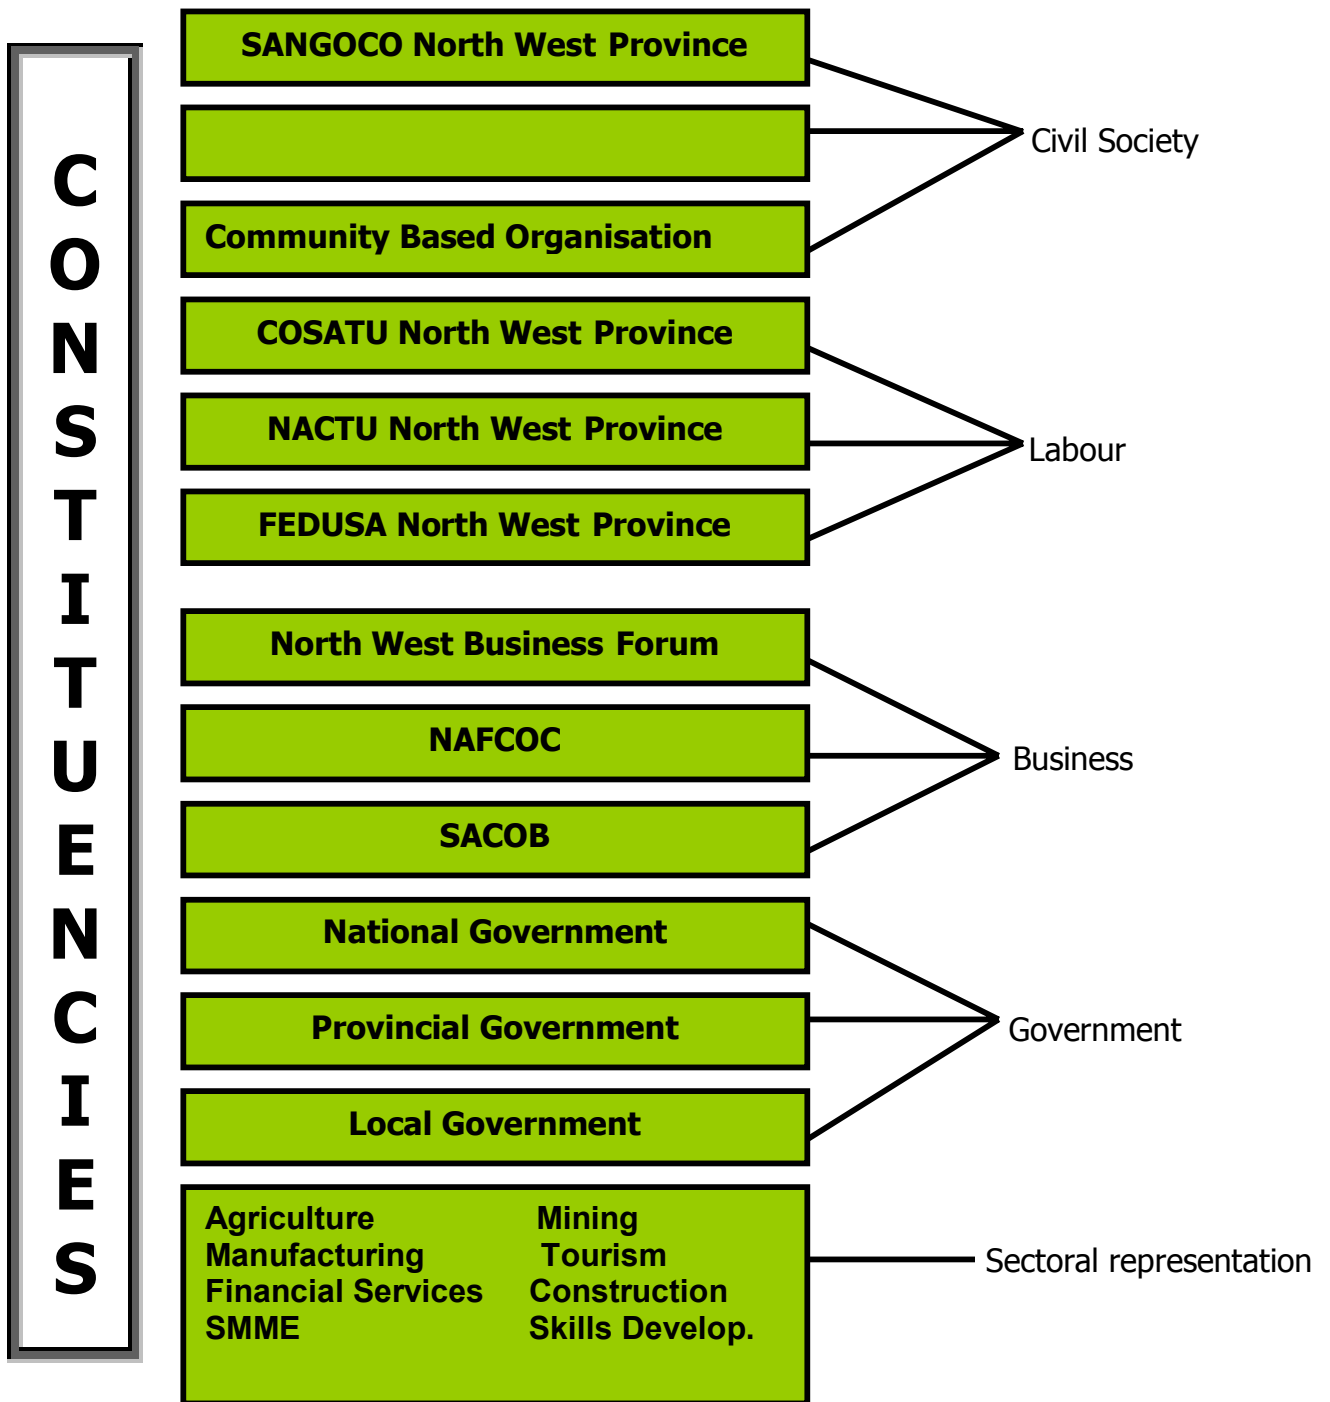 CONSTITUENCIES
SANGOCO North West Province
Civil Society
Community Based Organisation
COSATU North West Province
NACTU North West Province
Labour
FEDUSA North West Province
North West Business Forum
NAFCOC
Business
SACOB
National Government
Provincial Government
Government
Local Government
Agriculture Mining
Manufacturing Tourism
Financial Services Construction
SMME Skills Develop.
Sectoral representation